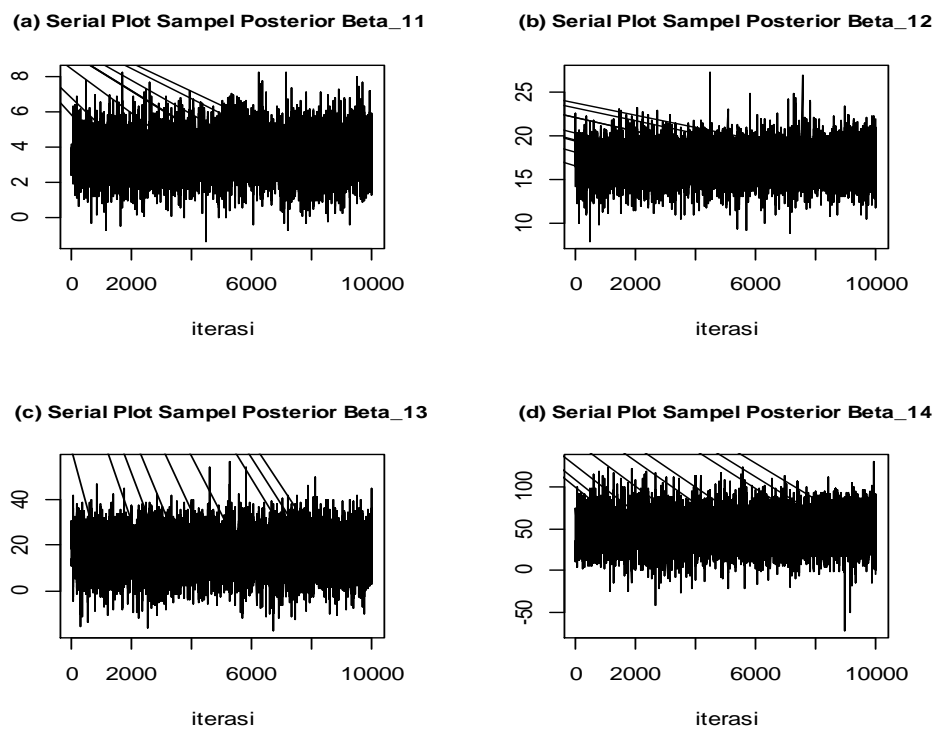 (a) Serial Plot Sampel Posterior Beta_11
8
6
4
2
0
0 2000 6000 10000
iterasi
(b) Serial Plot Sampel Posterior Beta_12
25
20
15
10
0 2000 6000 10000
iterasi
(c) Serial Plot Sampel Posterior Beta_13
40
20
0
0 2000 6000 10000
iterasi
(d) Serial Plot Sampel Posterior Beta_14
100
50
0
-50
0 2000 6000 10000
iterasi